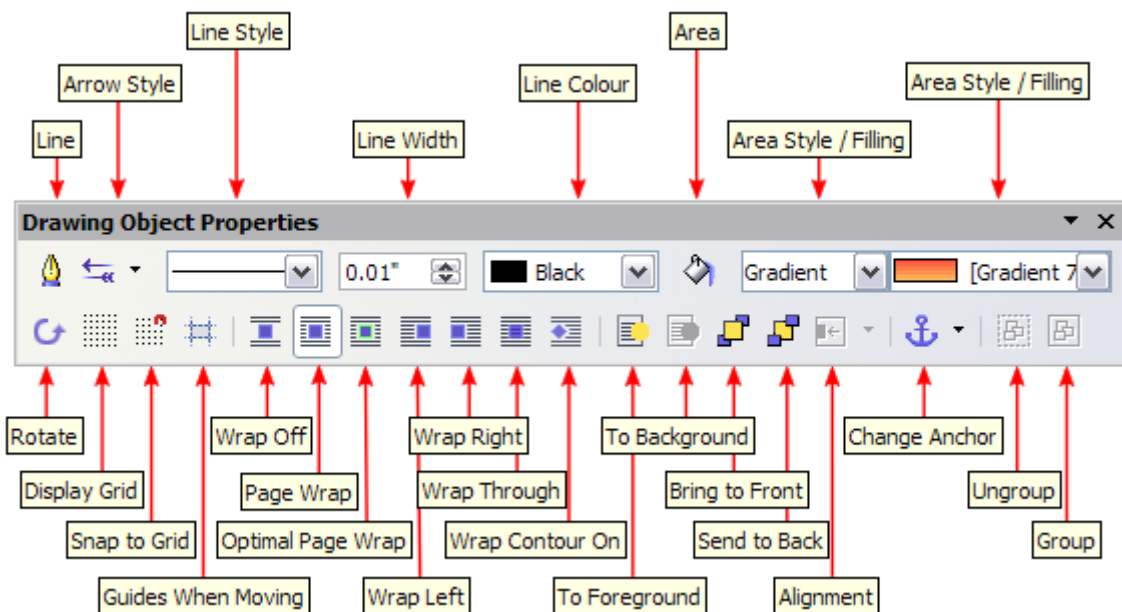 Line Style
Area
Arrow Style
Line Colour
Area Style / Filling
Line
Line Width
Area Style / Filling
Drawing Object Properties
0.01"
Black
Gradient
[Gradient 7
Rotate
Wrap Off
Wrap Right
To Background
Change Anchor
Display Grid
Page Wrap
Wrap Through
Bring to Front
Ungroup
Snap to Grid
Optimal Page Wrap
Wrap Contour On
Send to Back
Group
Guides When Moving
Wrap Left
To Foreground
Alignment